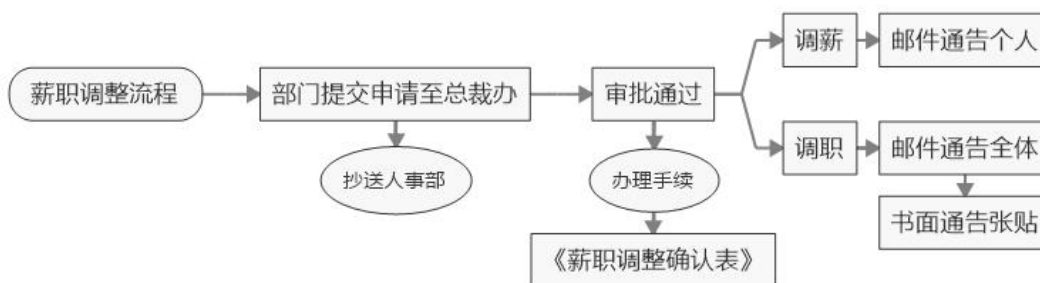 薪职调整流程
部门提交申请至总裁办
抄送人事部
审批通过
办理手续
《薪职调整确认表》
调薪
邮件通告个人
调职
邮件通告全体
书面通告张贴